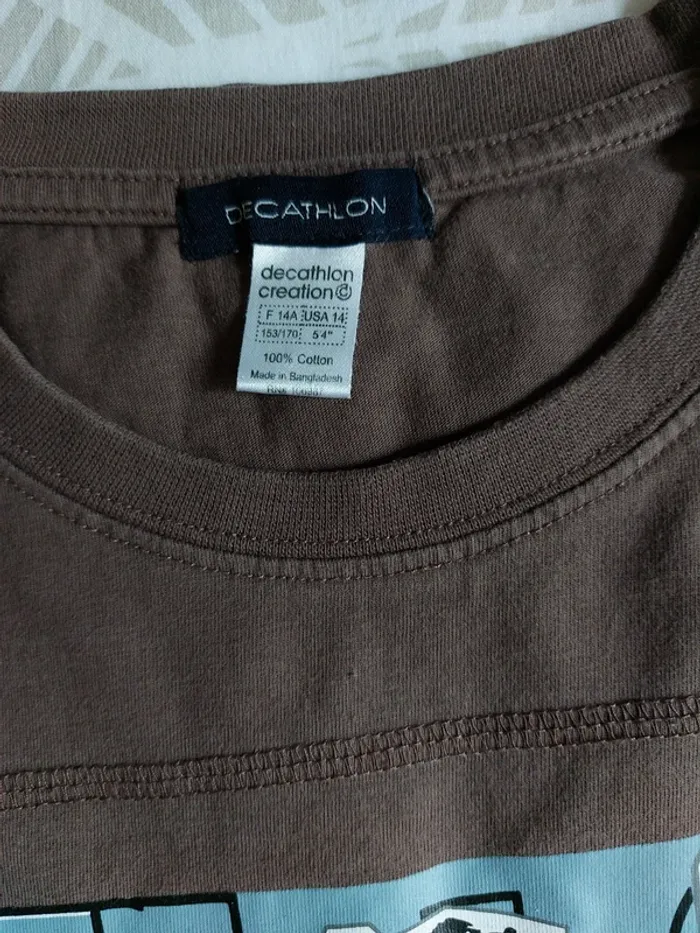 DECATHLON
decathlon
creation©
F 14A USA 14
153/170 5'4"
100% Cotton
Made in Bangladesh